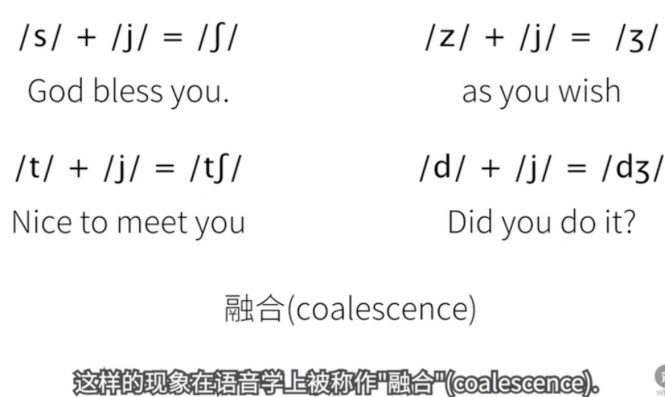 /s/ + /j/ = /ʃ/ /z/ + /j/ = /ʒ/
God bless you. as you wish
/t/ + /j/ = /tʃ/ /d/ + /j/ = /dʒ/
Nice to meet you Did you do it?
融合(coalescence)
这样的现象在语音学上被称作"融合"(coalescence).